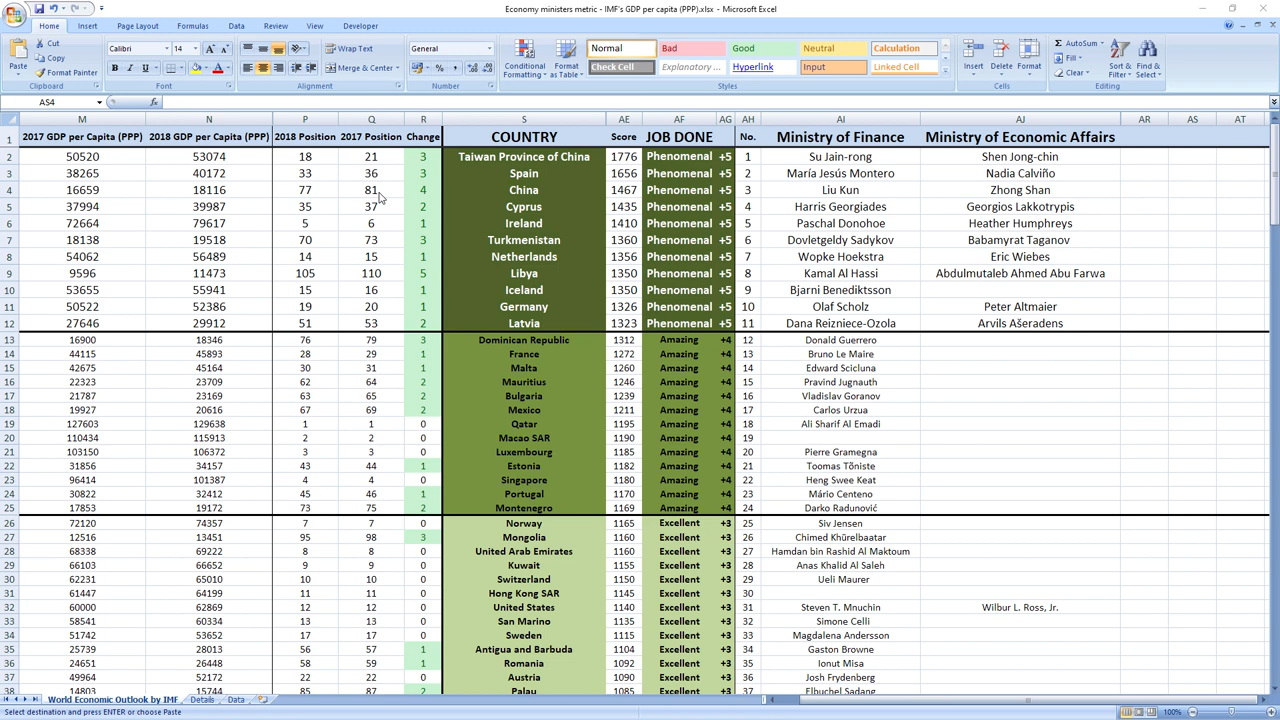 Economy ministers metric - IMF's GDP per capita (PPP).xlsx - Microsoft Excel
Home Insert Page Layout Formulas Data Review View Developer
Cut Calibri 14 Wrap Text General Normal Bad Good Neutral Calculation AutoSum
Copy Fill
Paste Format Painter Merge & Center Conditional Formatting Format as Table Check Cell Explanatory ... Hyperlink Input Linked Cell Insert Delete Format Clear Sort & Filter Find & Select
Clipboard Font Alignment Number Styles Cells Editing
AS4
M N P Q R S AE AF AG AH AI AJ AR AS AT
1 2017 GDP per Capita (PPP) 2018 GDP per Capita (PPP) 2018 Position 2017 Position Change COUNTRY Score JOB DONE No. Ministry of Finance Ministry of Economic Affairs
2 50520 53074 18 21 3 Taiwan Province of China 1776 Phenomenal +5 1 Su Jain-rong Shen Jong-chin
3 38265 40172 33 36 3 Spain 1656 Phenomenal +5 2 María Jesús Montero Nadia Calviño
4 16659 18116 77 81 4 China 1467 Phenomenal +5 3 Liu Kun Zhong Shan
5 37994 39987 35 37 2 Cyprus 1435 Phenomenal +5 4 Harris Georgiades Georgios Lakkotrypis
6 72664 79617 5 6 1 Ireland 1410 Phenomenal +5 5 Paschal Donohoe Heather Humphreys
7 18138 19518 70 73 3 Turkmenistan 1360 Phenomenal +5 6 Dovletgeldy Sadykov Babamyrat Taganov
8 54062 56489 14 15 1 Netherlands 1356 Phenomenal +5 7 Wopke Hoekstra Eric Wiebes
9 9596 11473 105 110 5 Libya 1350 Phenomenal +5 8 Kamal Al Hassi Abdulmutaleb Ahmed Abu Farwa
10 53655 55941 15 16 1 Iceland 1350 Phenomenal +5 9 Bjarni Benediktsson
11 50522 52386 19 20 1 Germany 1326 Phenomenal +5 10 Olaf Scholz Peter Altmaier
12 27646 29912 51 53 2 Latvia 1323 Phenomenal +5 11 Dana Reizniece-Ozola Arvils Ašeradens
13 16900 18346 76 79 3 Dominican Republic 1312 Amazing +4 12 Donald Guerrero
14 44115 45893 28 29 1 France 1272 Amazing +4 13 Bruno Le Maire
15 42675 45164 30 31 1 Malta 1260 Amazing +4 14 Edward Scicluna
16 22323 23709 62 64 2 Mauritius 1246 Amazing +4 15 Pravind Jugnauth
17 21787 23169 63 65 2 Bulgaria 1239 Amazing +4 16 Vladislav Goranov
18 19927 20616 67 69 2 Mexico 1211 Amazing +4 17 Carlos Urzua
19 127603 129638 1 1 0 Qatar 1195 Amazing +4 18 Ali Sharif Al Emadi
20 110434 115913 2 2 0 Macao SAR 1190 Amazing +4 19
21 103150 106372 3 3 0 Luxembourg 1185 Amazing +4 20 Pierre Gramegna
22 31856 34157 43 44 1 Estonia 1182 Amazing +4 21 Toomas Tõniste
23 96414 101387 4 4 0 Singapore 1180 Amazing +4 22 Heng Swee Keat
24 30822 32412 45 46 1 Portugal 1170 Amazing +4 23 Mário Centeno
25 17853 19172 73 75 2 Montenegro 1169 Amazing +4 24 Darko Radunović
26 72120 74357 7 7 0 Norway 1165 Excellent +3 25 Siv Jensen
27 12516 13451 95 98 3 Mongolia 1160 Excellent +3 26 Chimed Khürelbaatar
28 68338 69222 8 8 0 United Arab Emirates 1160 Excellent +3 27 Hamdan bin Rashid Al Maktoum
29 66103 66652 9 9 0 Kuwait 1155 Excellent +3 28 Anas Khalid Al Saleh
30 62231 65010 10 10 0 Switzerland 1150 Excellent +3 29 Ueli Maurer
31 61447 64199 11 11 0 Hong Kong SAR 1145 Excellent +3 30
32 60000 62869 12 12 0 United States 1140 Excellent +3 31 Steven T. Mnuchin Wilbur L. Ross, Jr.
33 58541 60334 13 13 0 San Marino 1135 Excellent +3 32 Simone Celli
34 51742 53652 17 17 0 Sweden 1115 Excellent +3 33 Magdalena Andersson
35 25739 28013 56 57 1 Antigua and Barbuda 1104 Excellent +3 34 Gaston Browne
36 24651 26448 58 59 1 Romania 1092 Excellent +3 35 Ionut Misa
37 49964 52172 20 19 Austria 1090 Excellent +3 36 Josh Frydenberg
38 14803 15744 85 87 2 Palau 1085 Excellent +3 37 Elbuchel Sadang
World Economic Outlook by IMF Details Data
Select destination and press ENTER or choose Paste 100%